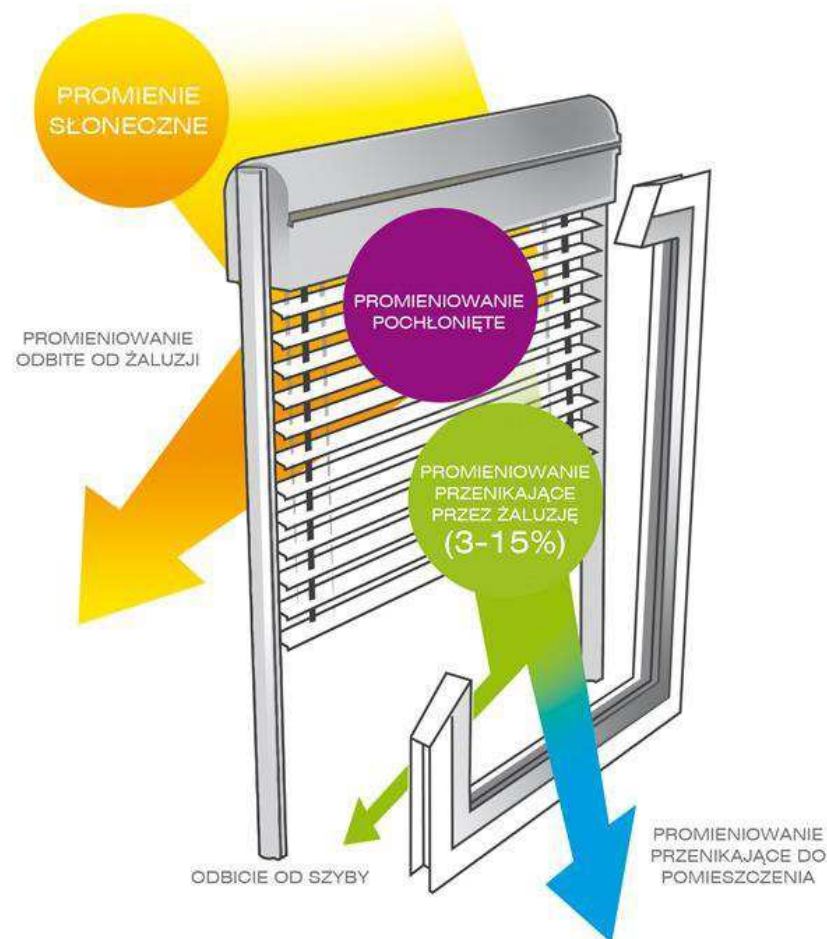 PROMIENIE
SŁONECZNE
PROMIENIOWANIE
POCHŁONIĘTE
PROMIENIOWANIE
ODBITE OD ŻALUZJI
PROMIENIOWANIE
PRZENIKAJĄCE
PRZEZ ŻALUZJĘ
(3-15%)
ODBICIE OD SZYBY
PROMIENIOWANIE
PRZENIKAJĄCE DO
POMIESZCZENIA